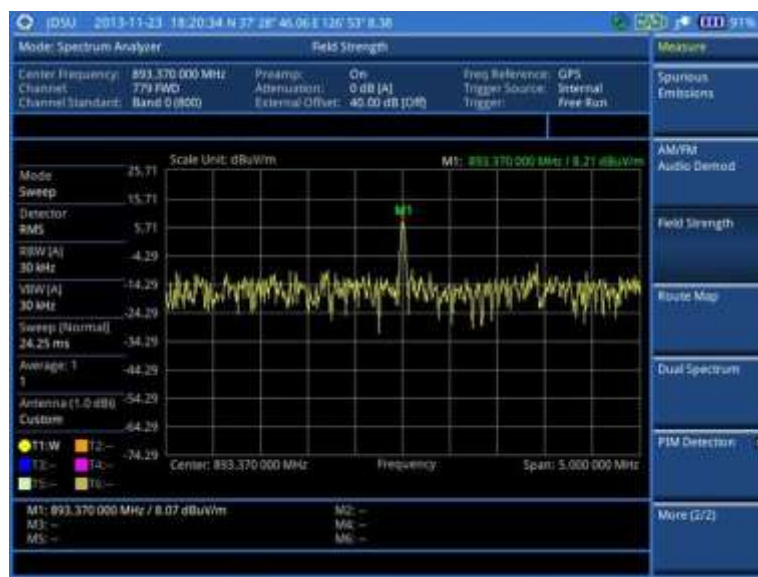 JDSU 2013-11-23 18:20:34 N 37° 28' 46.06 E 126° 53' 8.38 91%
Mode: Spectrum Analyzer Field Strength Measure
Center Frequency: 893.370 000 MHz Preamp: On Freq Reference: GPS
Channel: 779 FWD Attenuation: 0 dB [A] Trigger Source: Internal
Channel Standard: Band 0 (800) External Offset: 40.00 dB [Off] Trigger: Free Run
Spurious
Emissions
AM/FM
Audio Demod
Field Strength
Route Map
Dual Spectrum
PIM Detection
More (2/2)
Scale Unit: dBuV/m M1: 893.370 000 MHz / 8.21 dBuV/m
Mode
Sweep
Detector
RMS
RBW [A]
30 kHz
VBW [A]
30 kHz
Sweep [Normal]
24.25 ms
Average: 1
1
Antenna (1.0 dBi)
Custom
T1:W T2:--
T3:-- T4:--
T5:-- T6:--
25.71
15.71
5.71
-4.29
-14.29
-24.29
-34.29
-44.29
-54.29
-64.29
-74.29
M1
Center: 893.370 000 MHz Frequency Span: 5.000 000 MHz
M1: 893.370 000 MHz / 8.07 dBuV/m M2: --
M3: -- M4: --
M5: -- M6: --